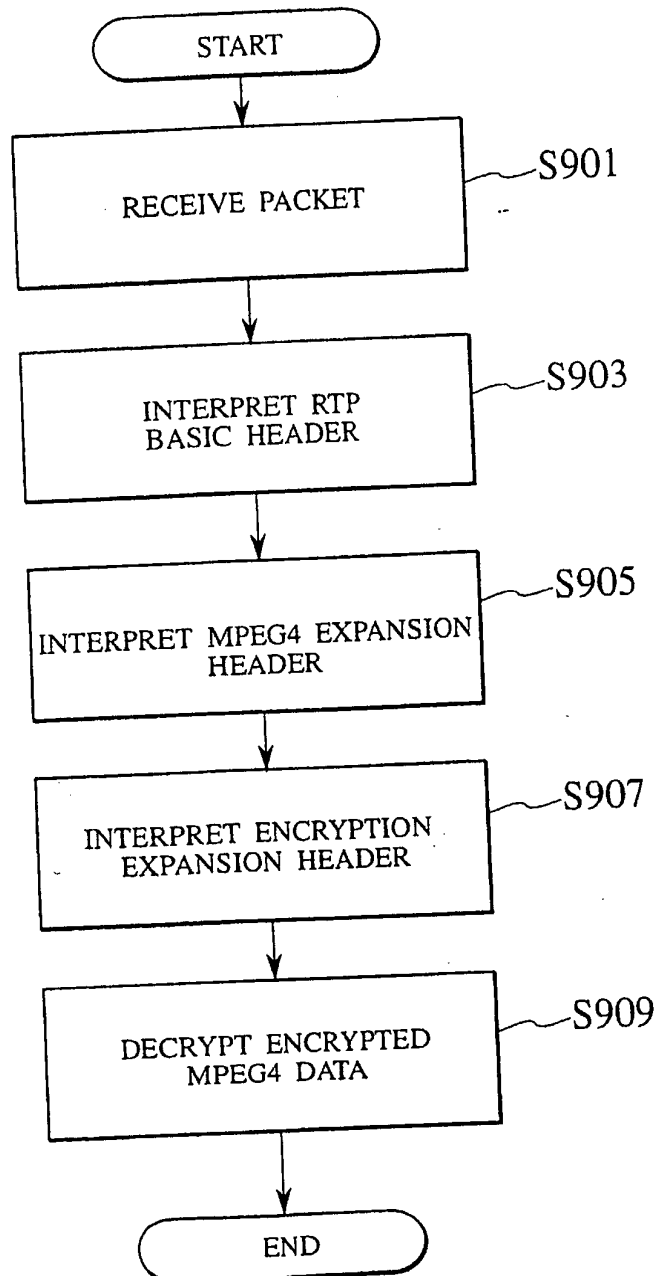 START
RECEIVE PACKET
S901
INTERPRET RTP
BASIC HEADER
S903
INTERPRET MPEG4 EXPANSION
HEADER
S905
INTERPRET ENCRYPTION
EXPANSION HEADER
S907
DECRYPT ENCRYPTED
MPEG4 DATA
S909
END